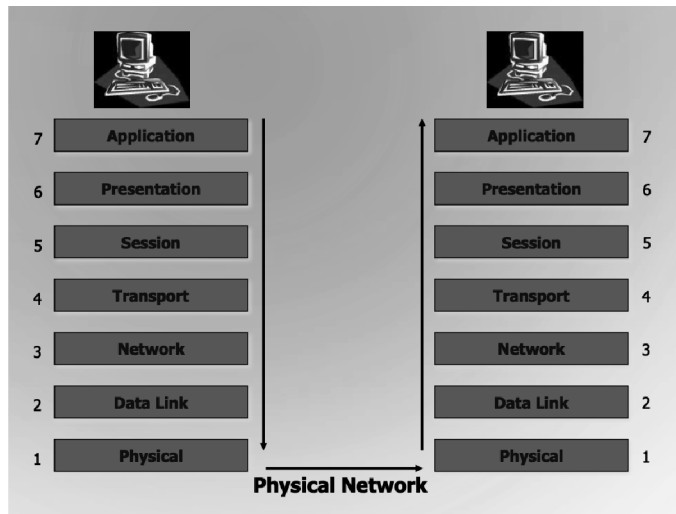 7 Application Application 7
6 Presentation Presentation 6
5 Session Session 5
4 Transport Transport 4
3 Network Network 3
2 Data Link Data Link 2
1 Physical Physical 1
Physical Network